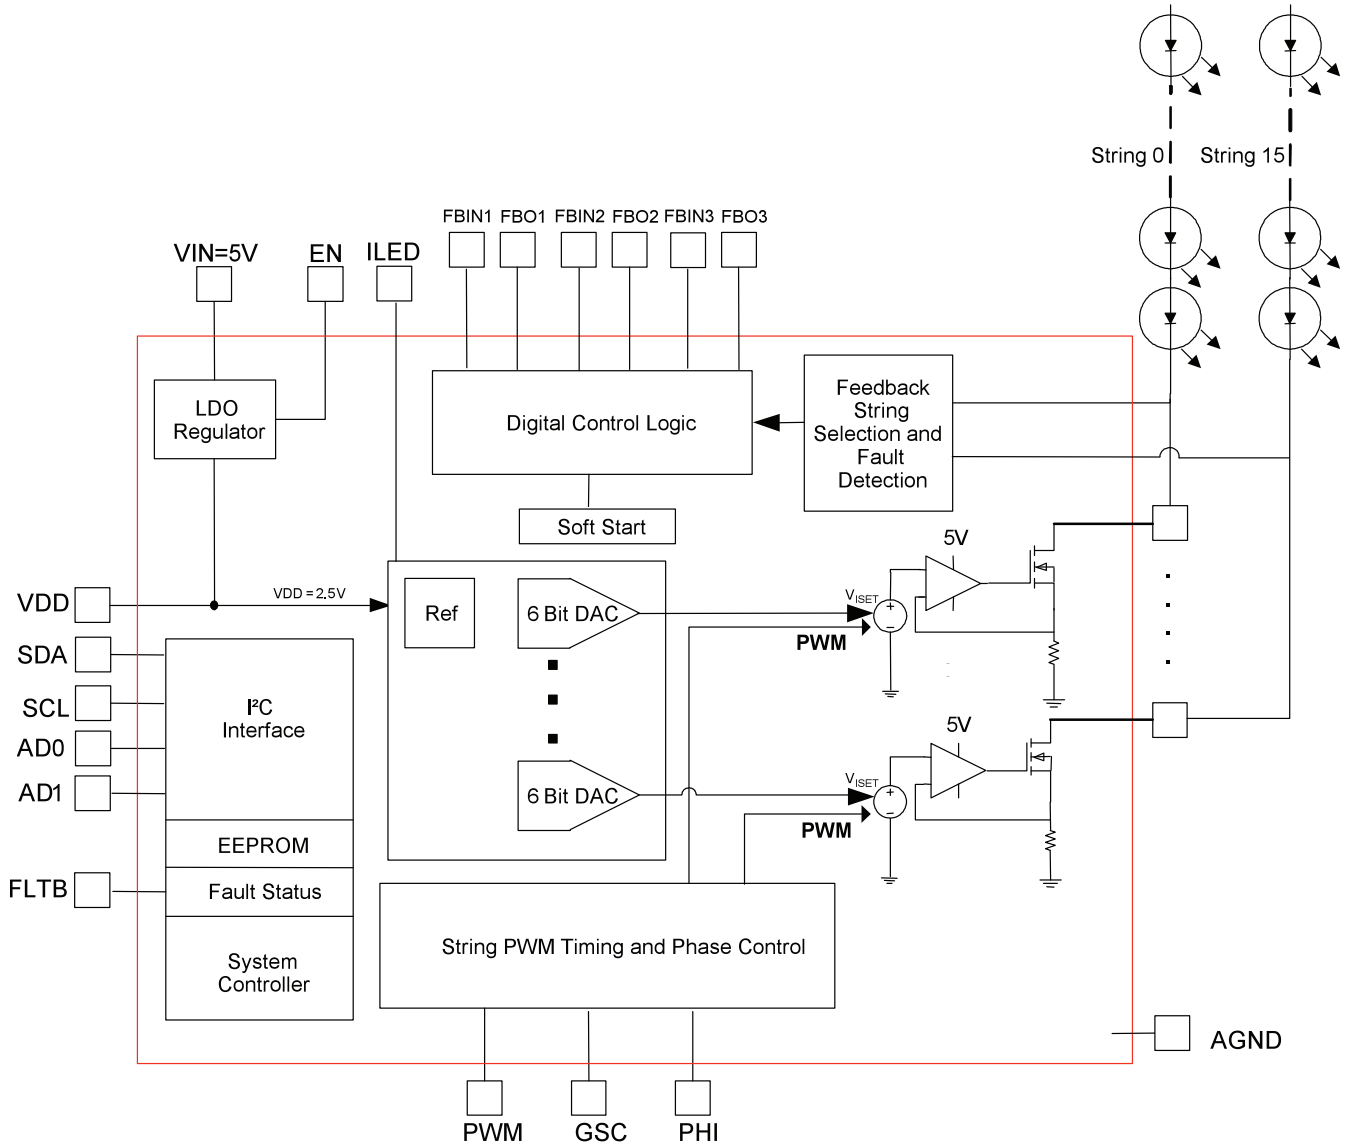 String 0
String 15
FBIN1
FBO1
FBIN2
FBO2
FBIN3
FBO3
VIN=5V
EN
ILED
LDO
Regulator
Digital Control Logic
Feedback
String
Selection and
Fault
Detection
Soft Start
5V
VDD
VDD = 2.5V
Ref
6 Bit DAC
VISET
+
−
PWM
SDA
SCL
AD0
AD1
I²C
Interface
5V
6 Bit DAC
VISET
+
−
PWM
EEPROM
FLTB
Fault Status
String PWM Timing and Phase Control
System
Controller
AGND
PWM
GSC
PHI